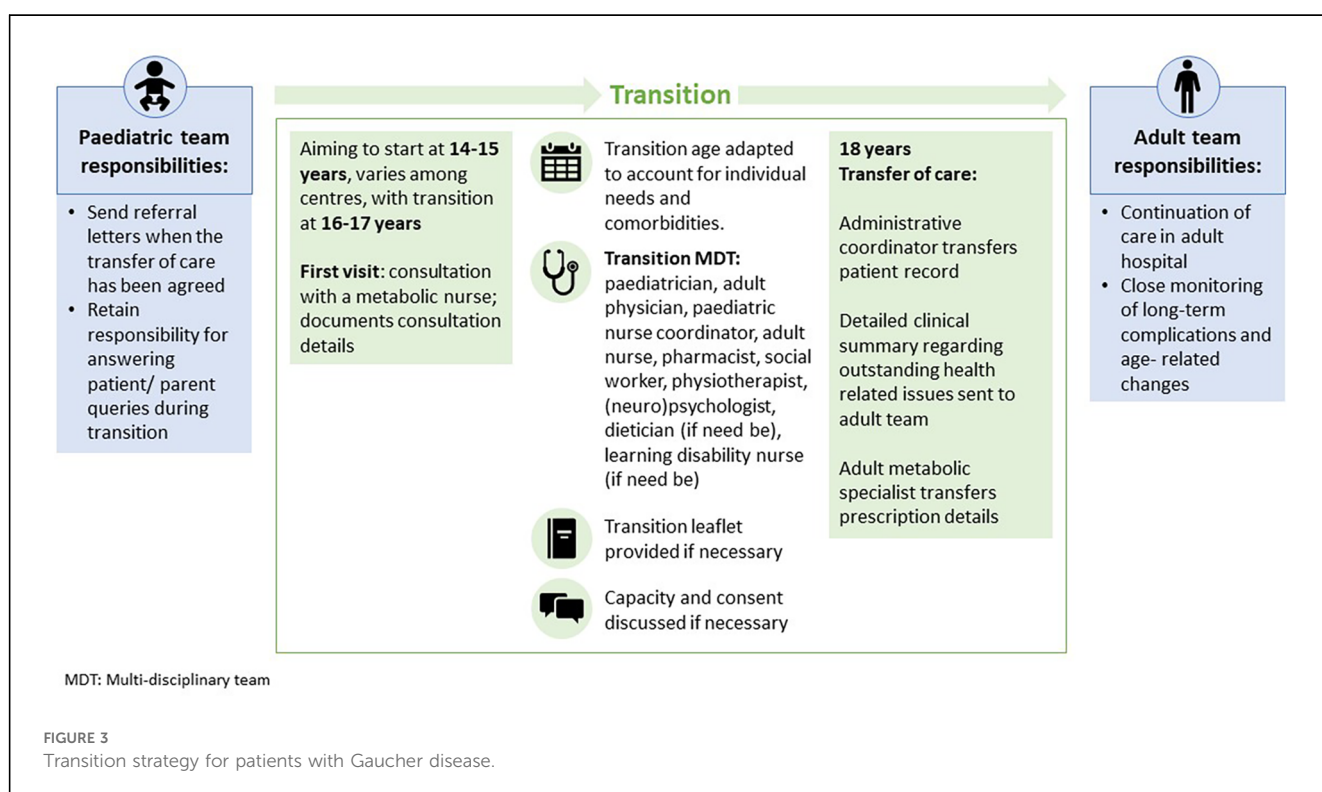 Paediatric team
responsibilities:
• Send referral
letters when the
transfer of care
has been agreed
• Retain
responsibility for
answering
patient/ parent
queries during
transition
Transition
Aiming to start at 14-15
years, varies among
centres, with transition
at 16-17 years
First visit: consultation
with a metabolic nurse;
documents consultation
details
Transition age adapted
to account for individual
needs and
comorbidities.
Transition MDT:
paediatrician, adult
physician, paediatric
nurse coordinator, adult
nurse, pharmacist, social
worker, physiotherapist,
(neuro)psychologist,
dietician (if need be),
learning disability nurse
(if need be)
Transition leaflet
provided if necessary
Capacity and consent
discussed if necessary
18 years
Transfer of care:
Administrative
coordinator transfers
patient record
Detailed clinical
summary regarding
outstanding health
related issues sent to
adult team
Adult metabolic
specialist transfers
prescription details
Adult team
responsibilities:
• Continuation of
care in adult
hospital
• Close monitoring
of long-term
complications and
age- related
changes
MDT: Multi-disciplinary team
FIGURE 3
Transition strategy for patients with Gaucher disease.